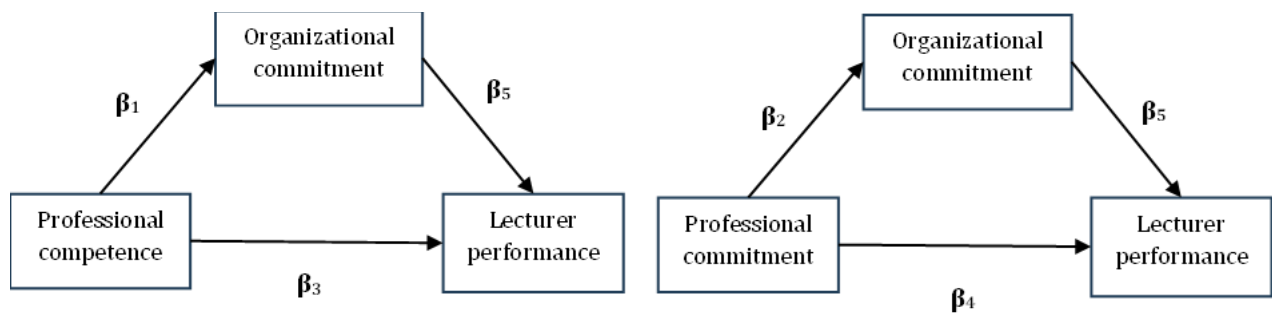 Organizational
commitment
β1
β5
Professional
competence
Lecturer
performance
β3
Organizational
commitment
β2
β5
Professional
commitment
Lecturer
performance
β4